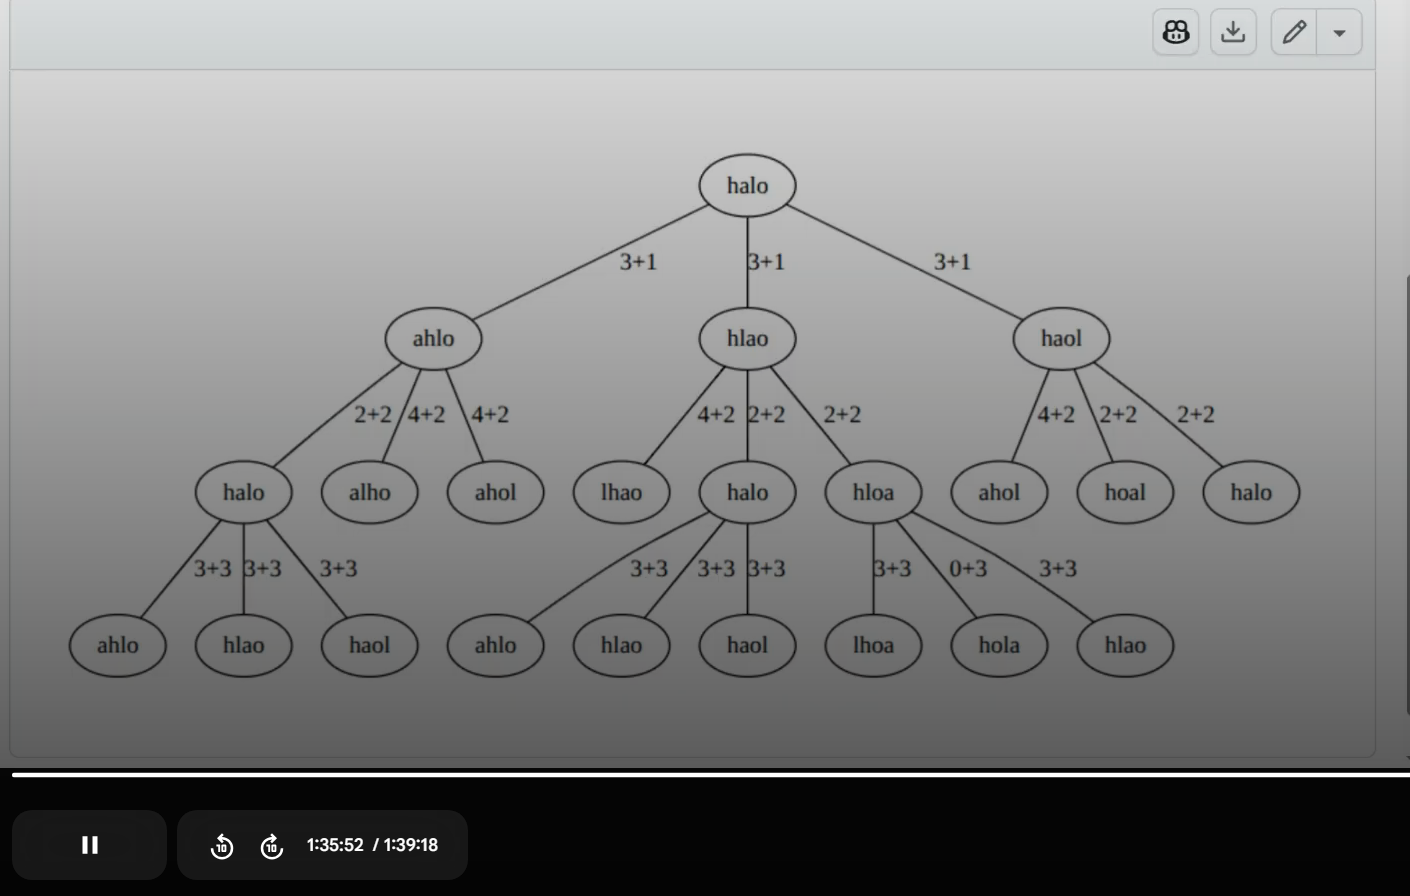 halo
3+1 3+1 3+1
ahlo hlao haol
2+2 4+2 4+2 4+2 2+2 2+2 4+2 2+2 2+2
halo alho ahol lhao halo hloa ahol hoal halo
3+3 3+3 3+3 3+3 3+3 3+3 3+3 0+3 3+3
ahlo hlao haol ahlo hlao haol lhoa hola hlao
10 10 1:35:52 / 1:39:18